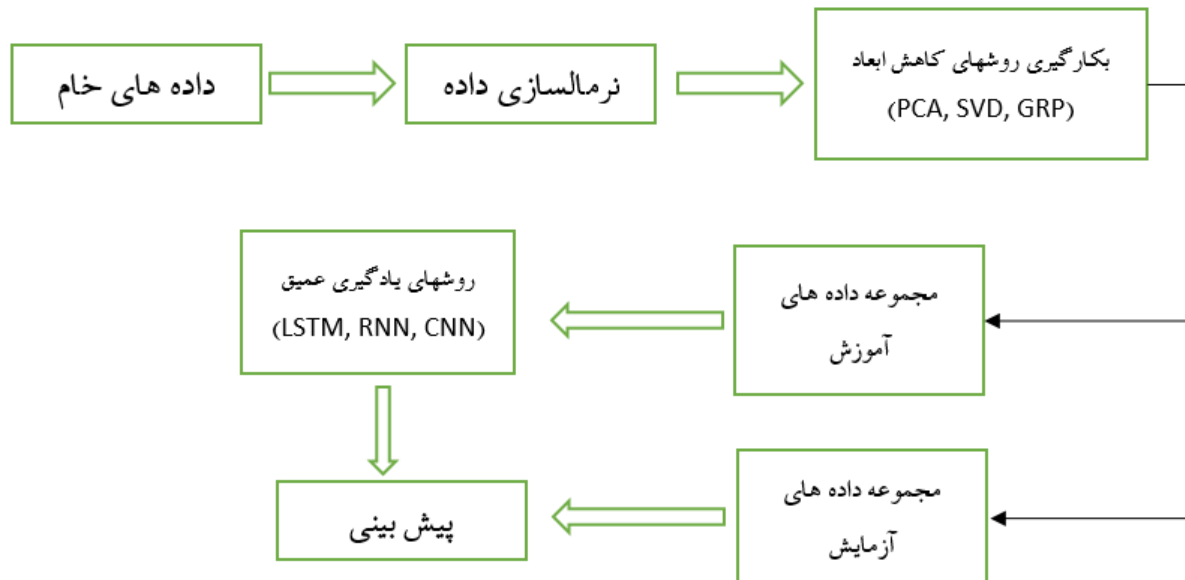 داده های خام
نرمالسازی داده
بکارگیری روشهای کاهش ابعاد
(PCA, SVD, GRP)
روشهای یادگیری عمیق
(LSTM, RNN, CNN)
مجموعه داده های
آموزش
پیش بینی
مجموعه داده های
آزمایش